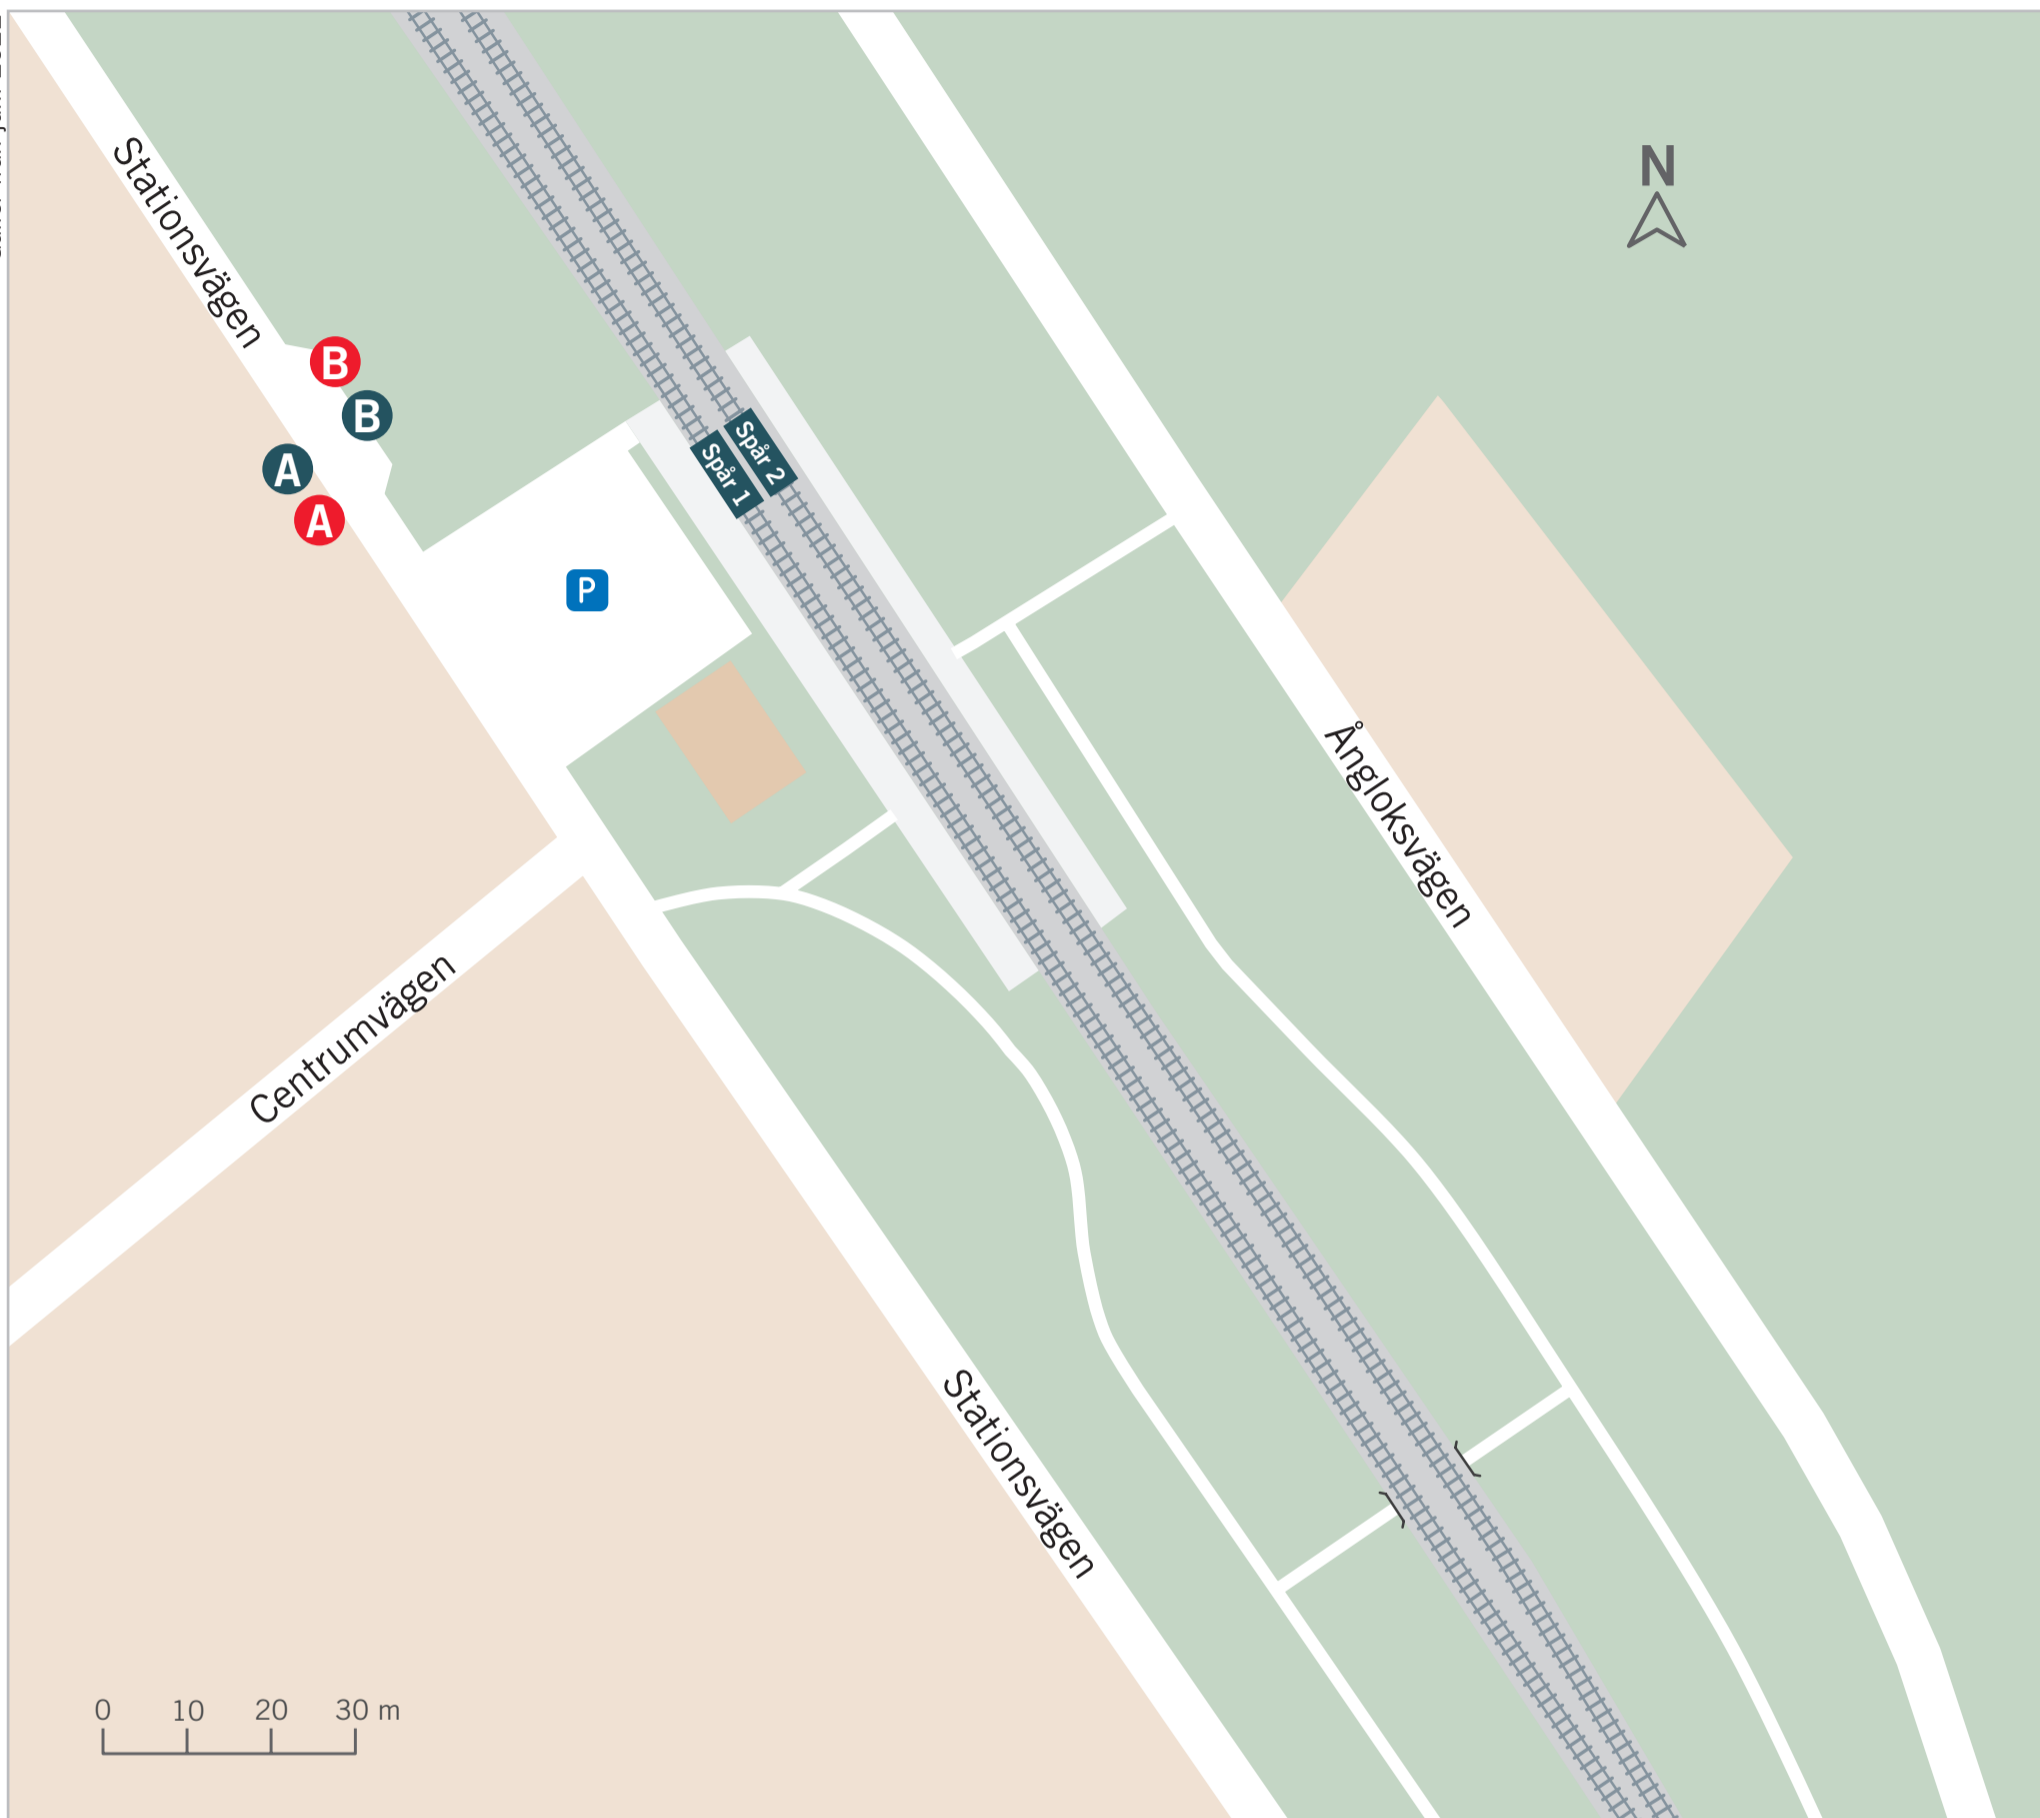 Stationsvägen
N
B
B
A
A
Spår 2
Spår 1
P
Ångloksvägen
Centrumvägen
Stationsvägen
0 10 20 30 m